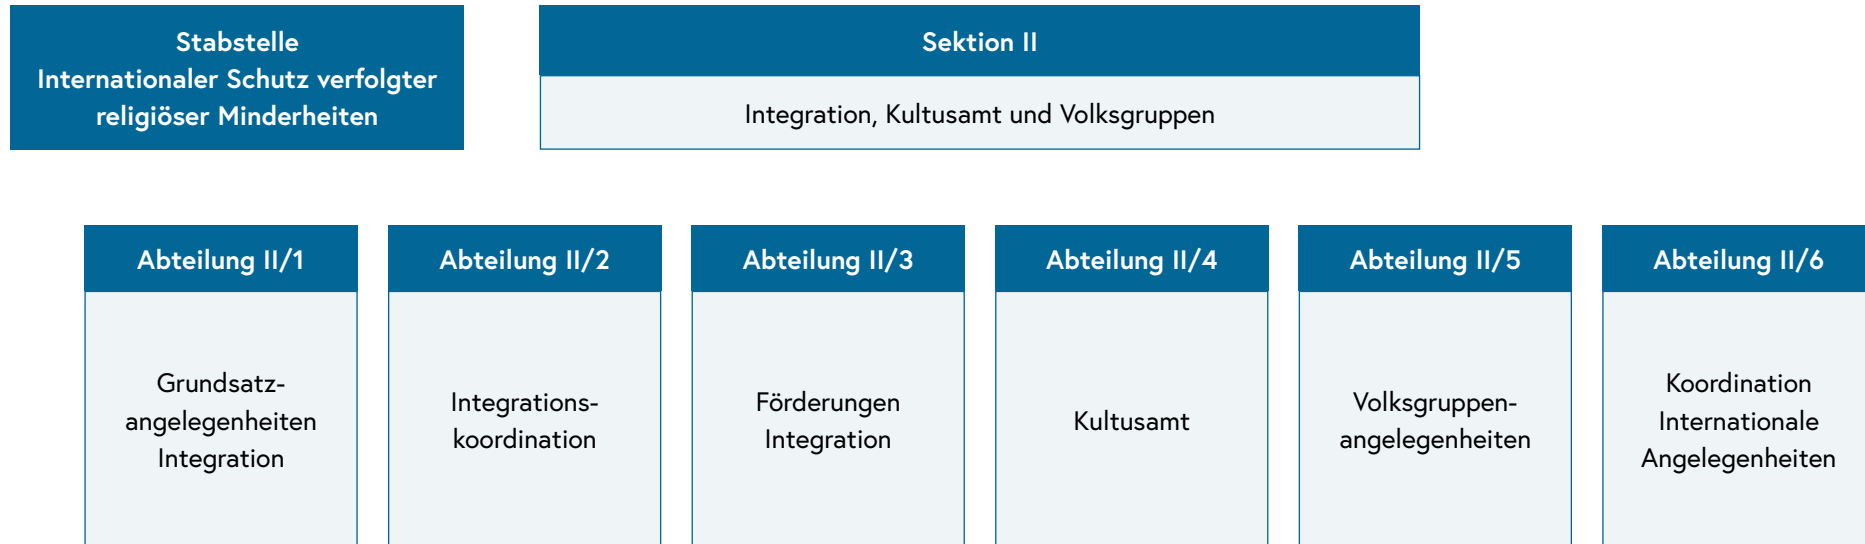 Stabstelle
Internationaler Schutz verfolgter
religiöser Minderheiten
Sektion II
Integration, Kultusamt und Volksgruppen
Abteilung II/1
Grundsatz-
angelegenheiten
Integration
Abteilung II/2
Integrations-
koordination
Abteilung II/3
Förderungen
Integration
Abteilung II/4
Kultusamt
Abteilung II/5
Volksgruppen-
angelegenheiten
Abteilung II/6
Koordination
Internationale
Angelegenheiten